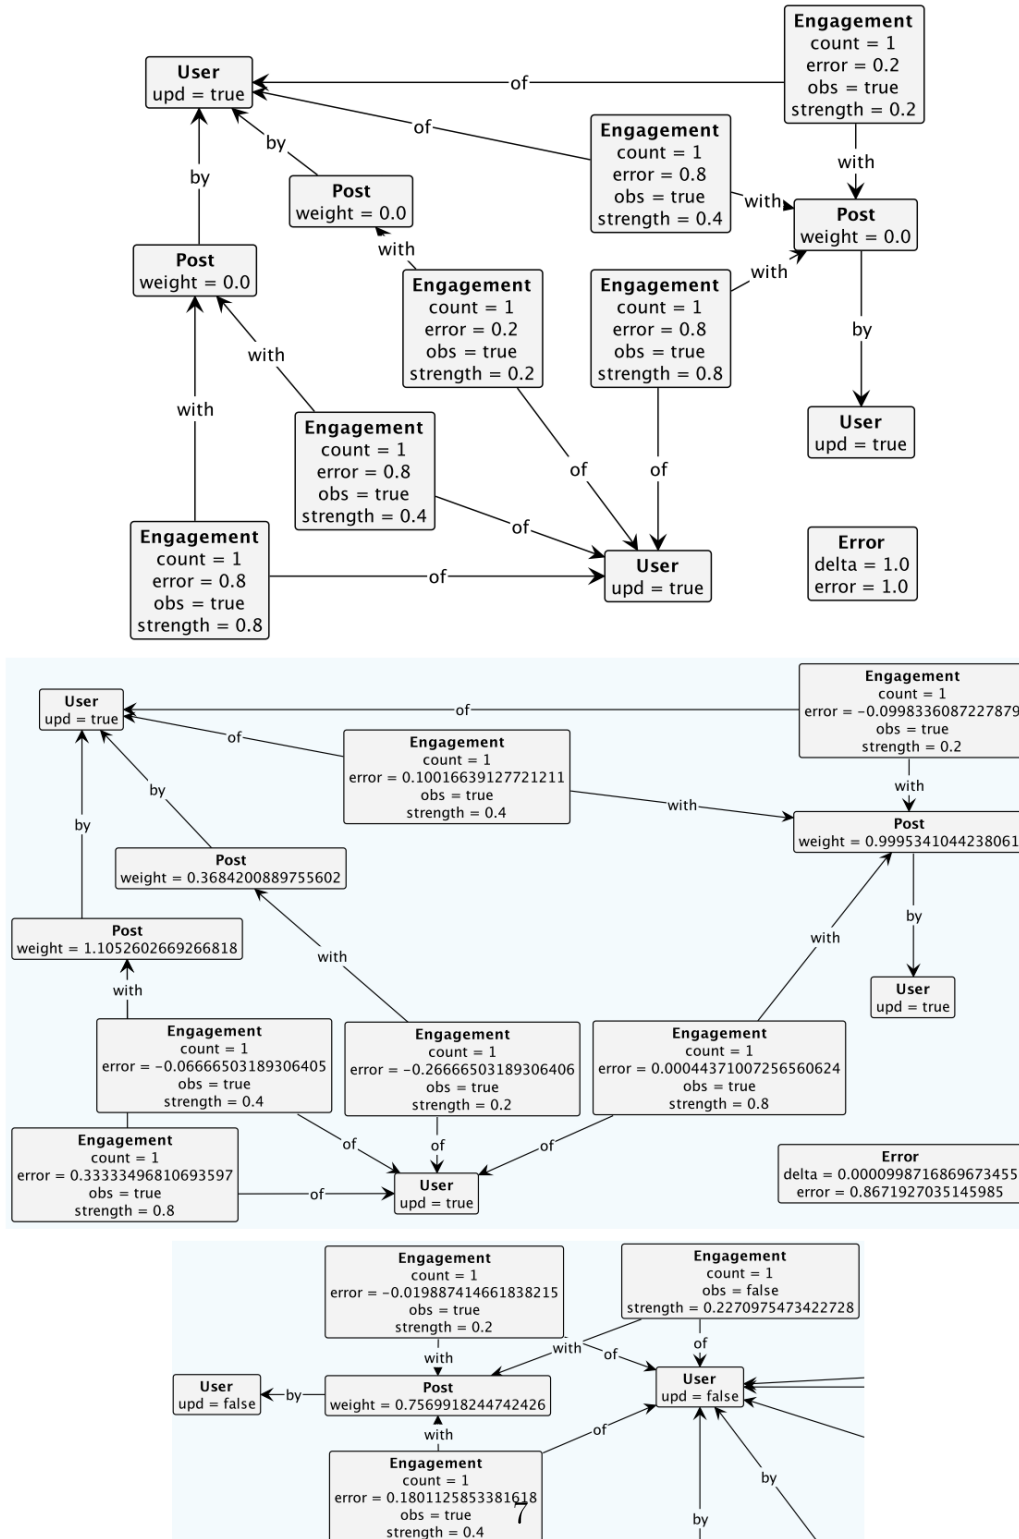 Engagement
count = 1
error = 0.2
obs = true
strength = 0.2
User
upd = true
of
of
Engagement
count = 1
error = 0.8
obs = true
strength = 0.4
by
with
by
Post
weight = 0.0
with
Post
weight = 0.0
with
with
Post
weight = 0.0
Engagement
count = 1
error = 0.2
obs = true
strength = 0.2
Engagement
count = 1
error = 0.8
obs = true
strength = 0.8
by
with
with
User
upd = true
Engagement
count = 1
error = 0.8
obs = true
strength = 0.4
of
of
of
Engagement
count = 1
error = 0.8
obs = true
strength = 0.8
of
User
upd = true
Error
delta = 1.0
error = 1.0
Engagement
count = 1
error = -0.0998336087227879
obs = true
strength = 0.2
User
upd = true
of
of
Engagement
count = 1
error = 0.10016639127721211
obs = true
strength = 0.4
with
by
with
by
Post
weight = 0.9995341044238061
Post
weight = 0.3684200889755602
by
Post
weight = 1.1052602669266818
with
with
with
User
upd = true
Engagement
count = 1
error = -0.06666503189306405
obs = true
strength = 0.4
Engagement
count = 1
error = -0.26666503189306406
obs = true
strength = 0.2
Engagement
count = 1
error = 0.00044371007256560624
obs = true
strength = 0.8
of
of
of
Engagement
count = 1
error = 0.33333496810693597
obs = true
strength = 0.8
of
User
upd = true
Error
delta = 0.0000998716869673455
error = 0.8671927035145985
Engagement
count = 1
error = -0.019887414661838215
obs = true
strength = 0.2
Engagement
count = 1
obs = false
strength = 0.2270975473422728
with
with
of
of
User
upd = false
by
Post
weight = 0.7569918244742426
User
upd = false
with
of
Engagement
count = 1
error = 0.1801125853381618
obs = true
strength = 0.4
by
by
7